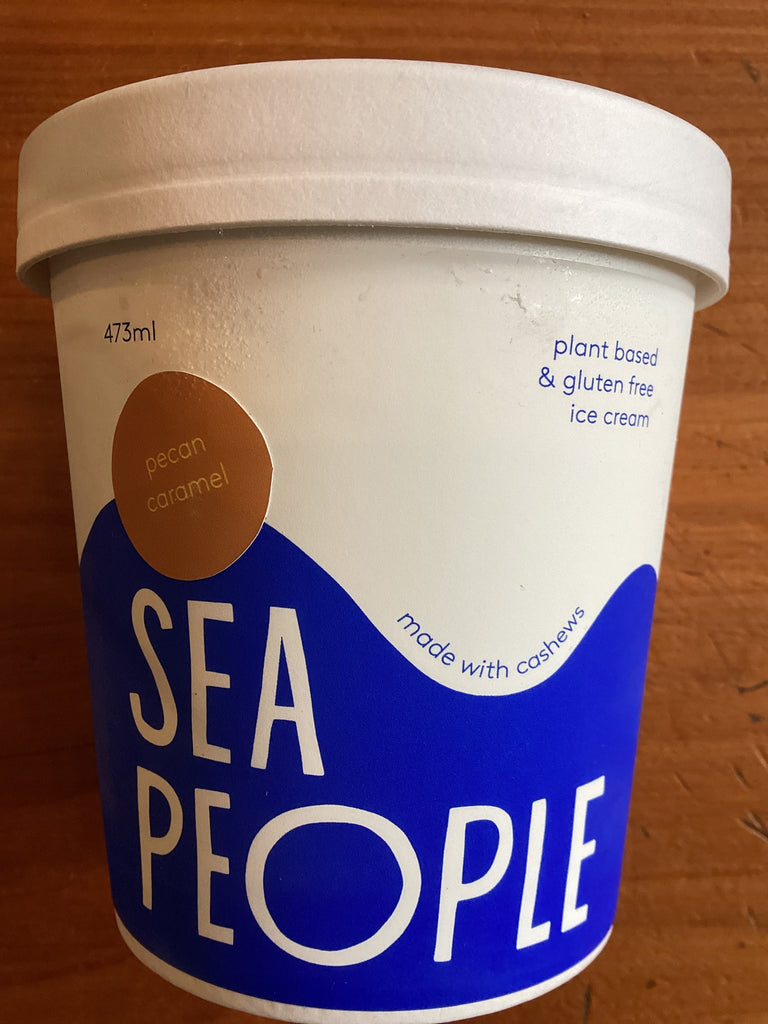 473ml
plant based
& gluten free
ice cream
pecan
caramel
made with cashews
SEA
PEOPLE